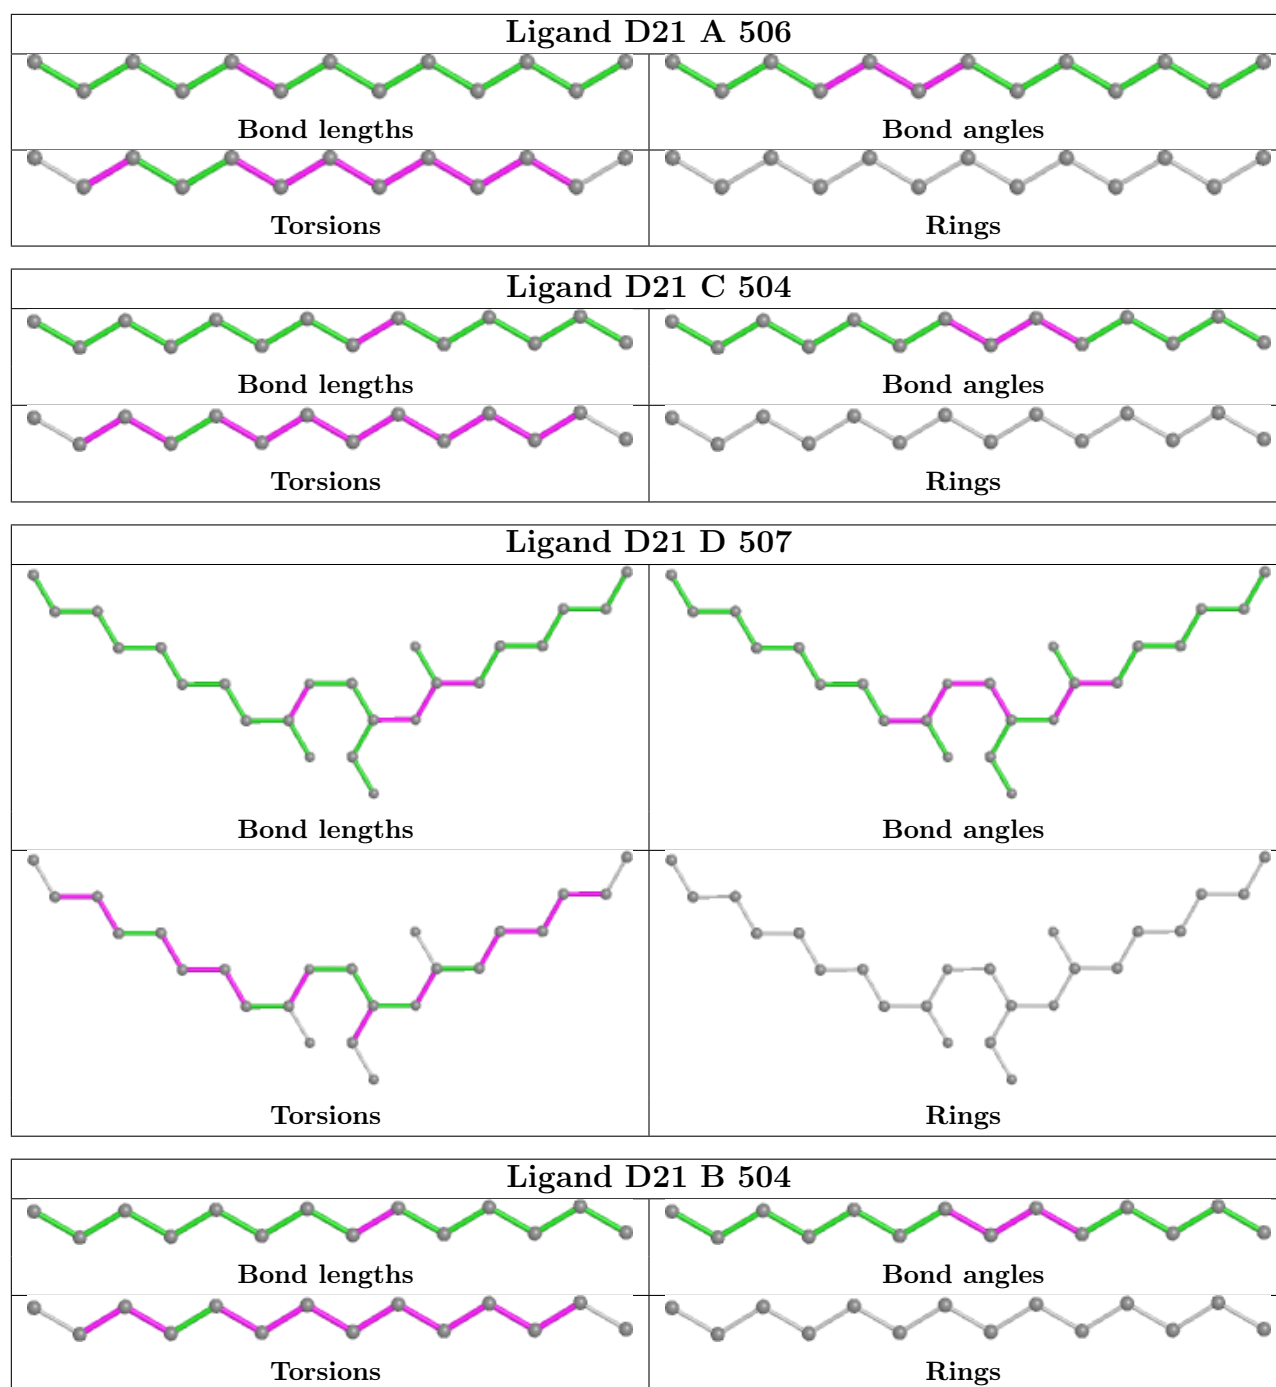 Ligand D21 A 506
Bond lengths
Bond angles
Torsions
Rings
Ligand D21 C 504
Bond lengths
Bond angles
Torsions
Rings
Ligand D21 D 507
Bond lengths
Bond angles
Torsions
Rings
Ligand D21 B 504
Bond lengths
Bond angles
Torsions
Rings